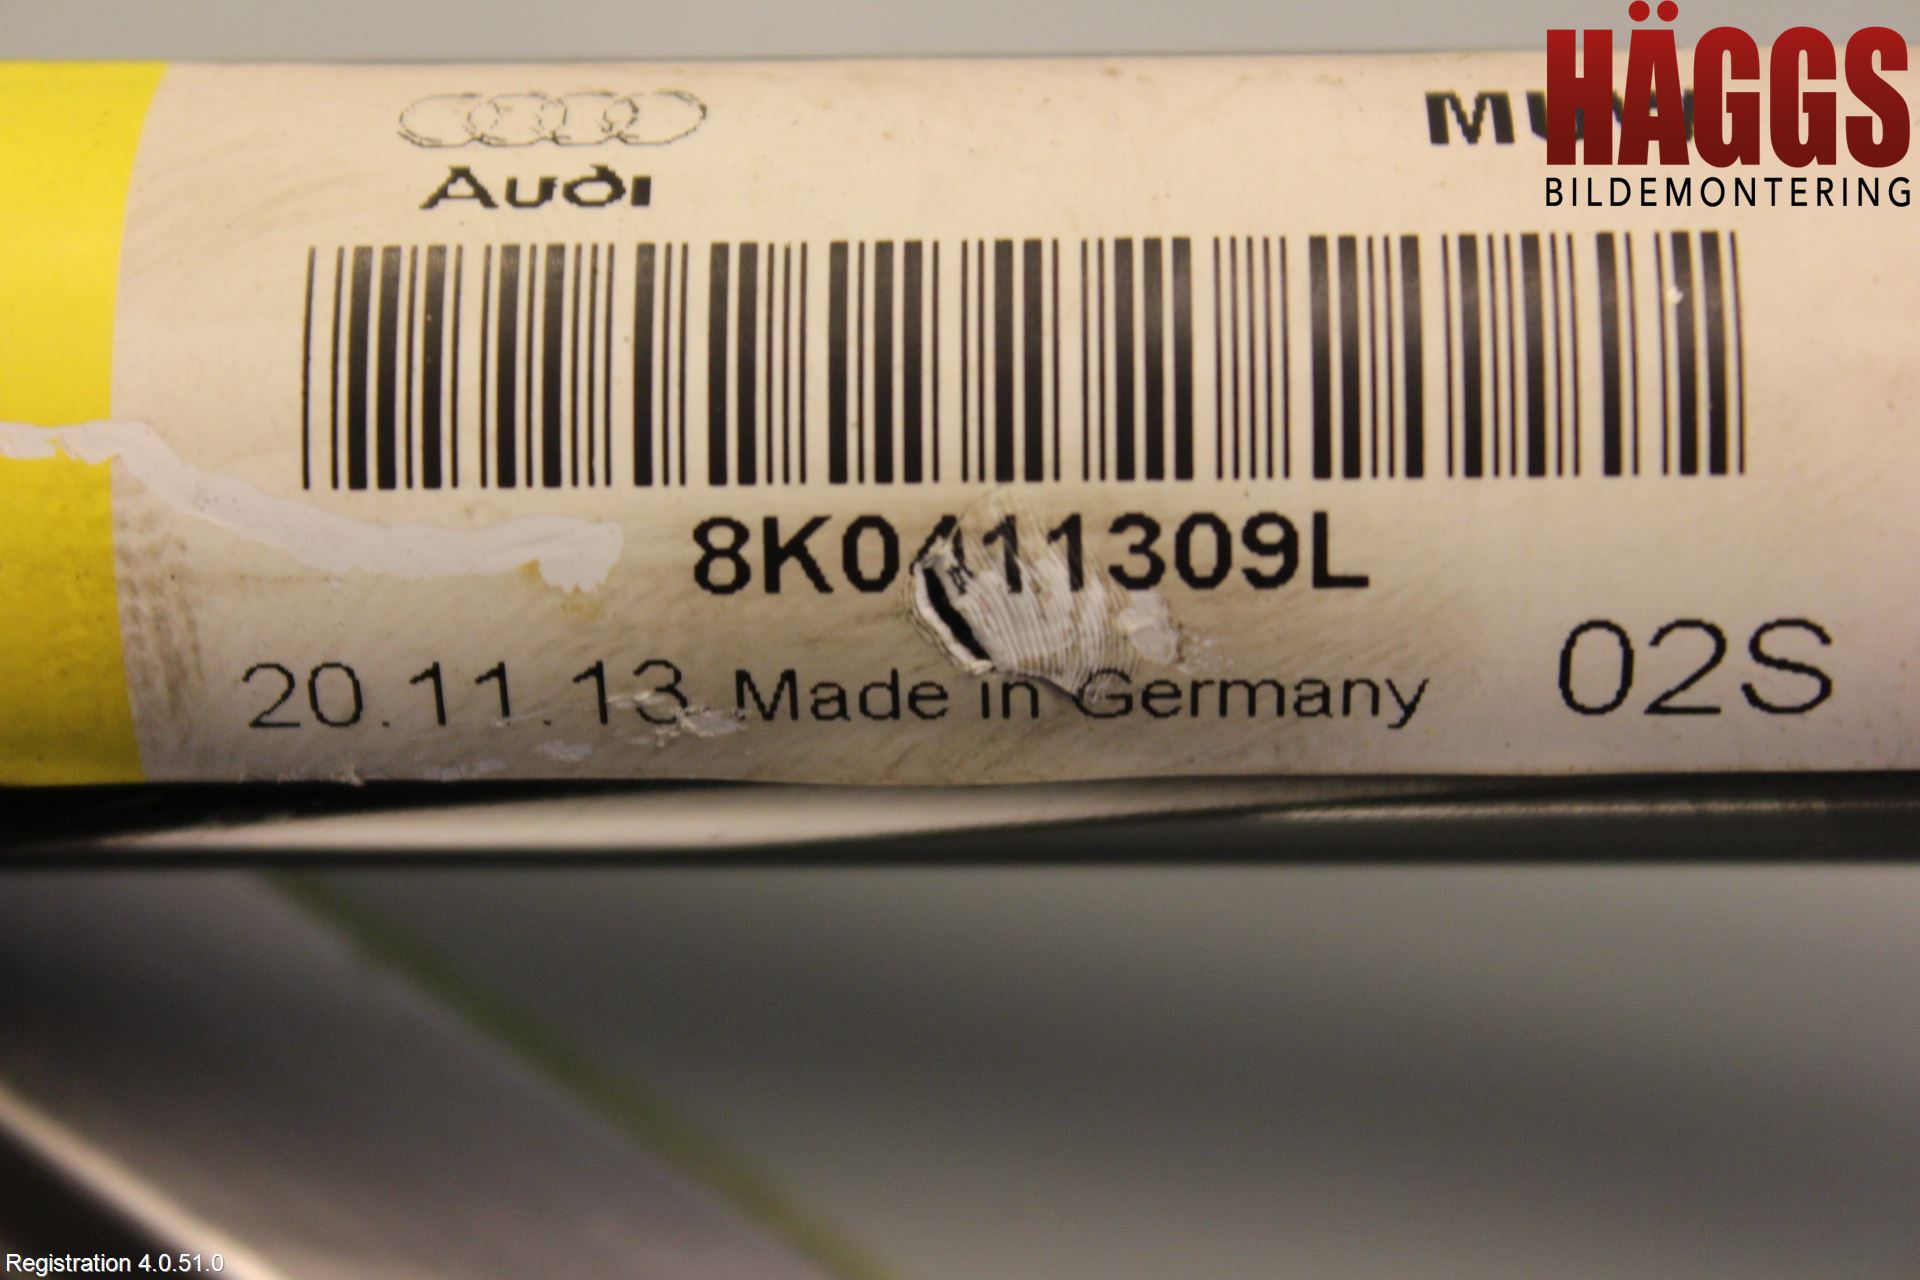 HÄGGS
BILDEMONTERING
Audi
8K0411309L
20.11.13 Made in Germany
02S
Registration 4.0.51.0